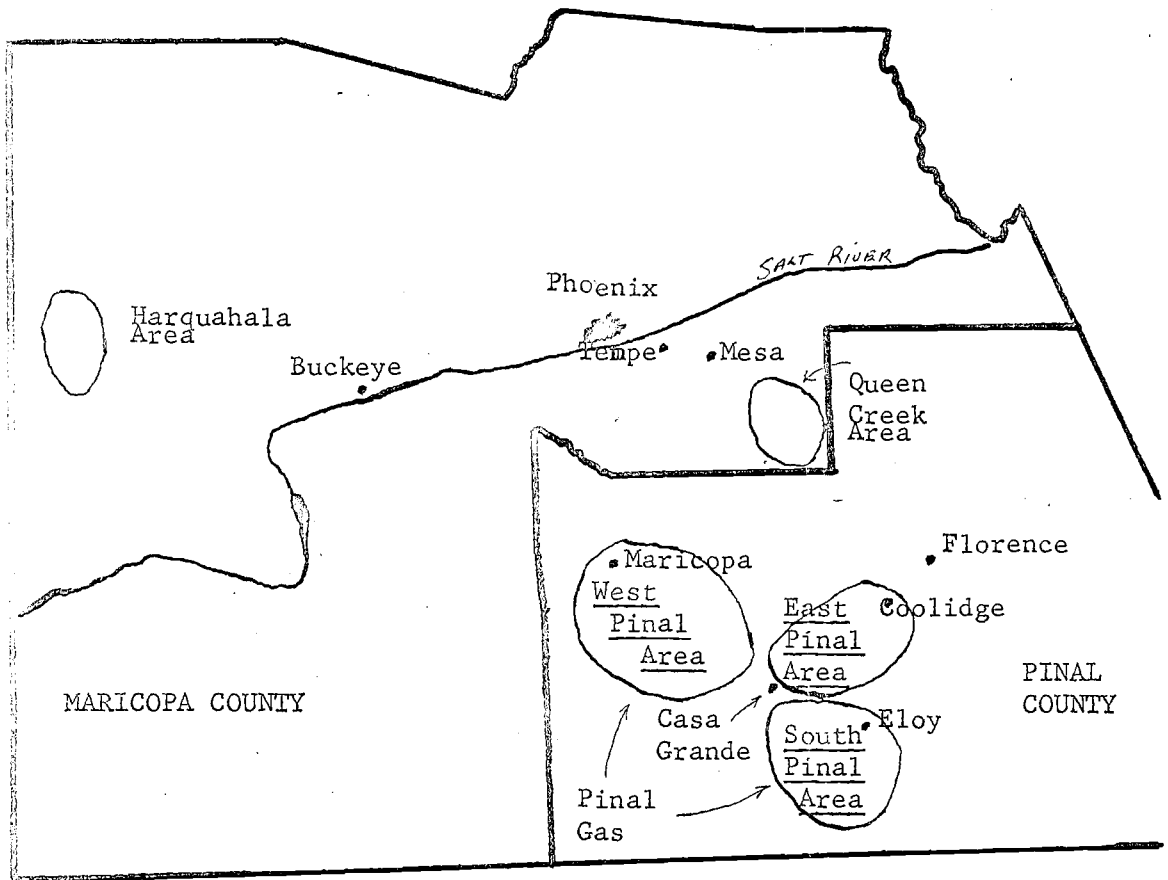 SALT RIVER
Phoenix
Harquahala
Area
Tempe
Mesa
Buckeye
Queen
Creek
Area
Florence
Maricopa
West
Pinal
Area
East
Pinal
Area
Coolidge
MARICOPA COUNTY
PINAL
COUNTY
Casa
Grande
Eloy
South
Pinal
Area
Pinal
Gas